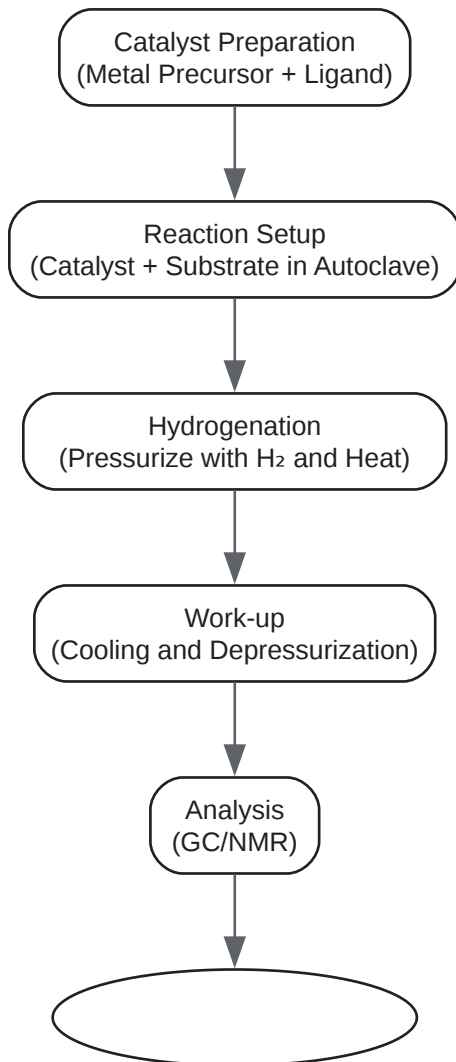 Catalyst Preparation
(Metal Precursor + Ligand)
Reaction Setup
(Catalyst + Substrate in Autoclave)
Hydrogenation
(Pressurize with H₂ and Heat)
Work-up
(Cooling and Depressurization)
Analysis
(GC/NMR)